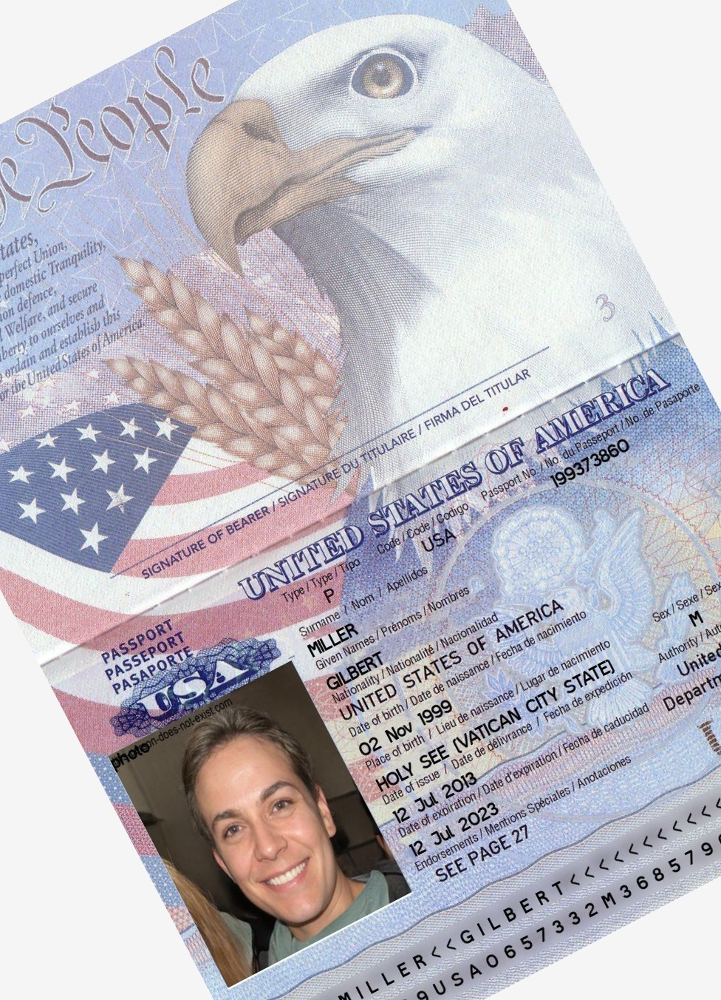 e People
tates,
perfect Union,
domestic Tranquility,
on defence,
l Welfare, and secure
iberty to ourselves and
ordain and establish this
or the United States of America.
3
SIGNATURE OF BEARER / SIGNATURE DU TITULAIRE / FIRMA DEL TITULAR
PASSPORT
PASSEPORT
PASAPORTE
USA
UNITED STATES OF AMERICA
Type / Type / Tipo
P
Code / Code / Codigo
USA
Passport No. / No. du Passeport / No. de Pasaporte
199373860
Surname / Nom / Apellidos
MILLER
Given Names / Prénoms / Nombres
GILBERT
Nationality / Nationalité / Nacionalidad
UNITED STATES OF AMERICA
Date of birth / Date de naissance / Fecha de nacimiento
02 Nov 1999
Place of birth / Lieu de naissance / Lugar de nacimiento
HOLY SEE (VATICAN CITY STATE)
Sex / Sexe / Sex
M
Date of issue / Date de délivrance / Fecha de expedición
12 Jul 2013
Authority / Auto
United
Departm
Date of expiration / Date d'expiration / Fecha de caducidad
12 Jul 2023
Endorsements / Mentions Spéciales / Anotaciones
SEE PAGE 27
on-does-not-exist.com
photo
MILLER<<GILBERT<<<<<<<<<<
9USA0657332M368579